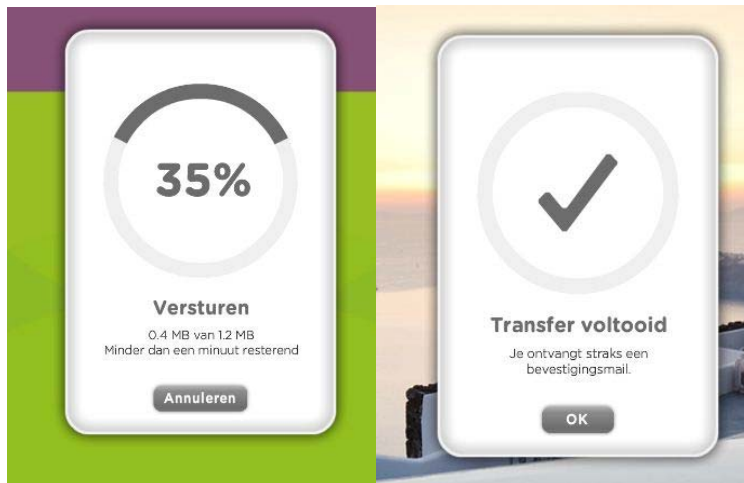 35%
Versturen
0.4 MB van 1.2 MB
Minder dan een minuut resterend
Annuleren
Transfer voltooid
Je ontvangt straks een
bevestigingsmail.
OK